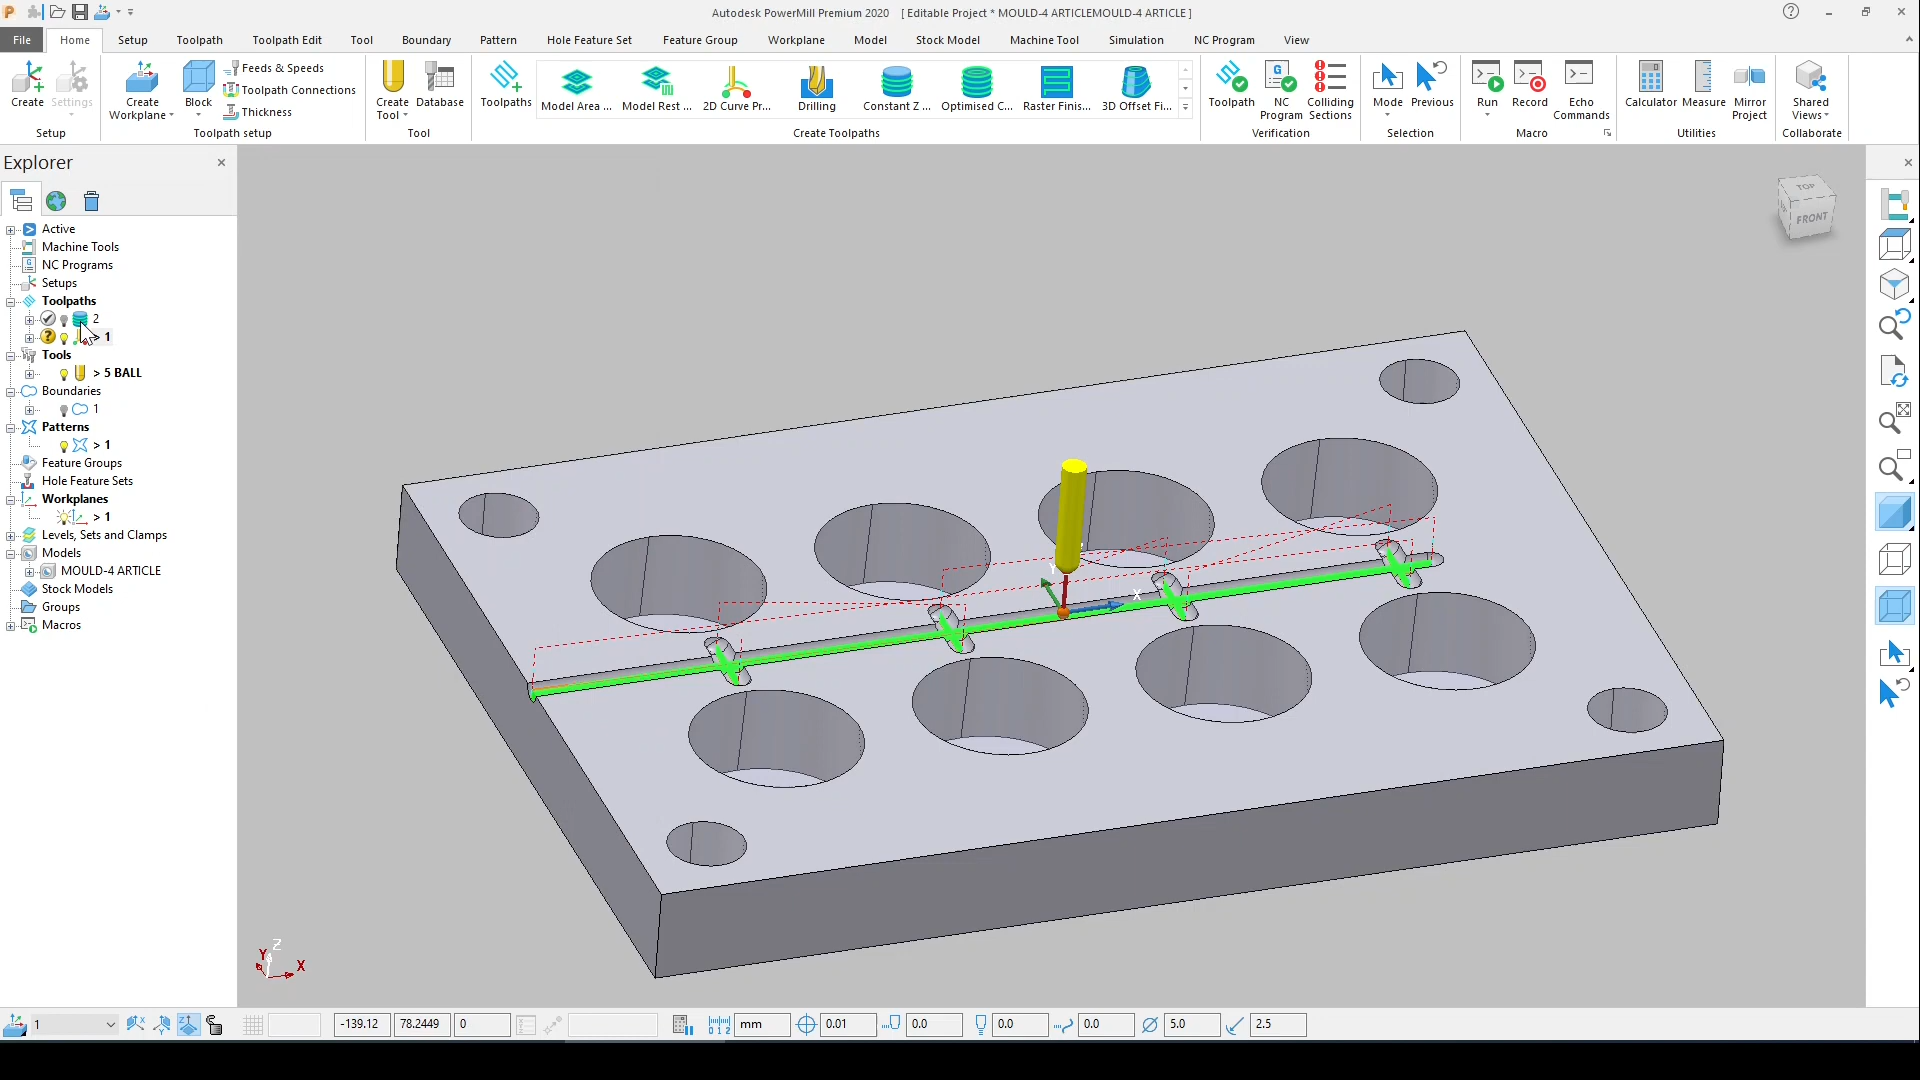 Autodesk PowerMill Premium 2020 [ Editable Project * MOULD-4 ARTICLEMOULD-4 ARTICLE ]
File Home Setup Toolpath Toolpath Edit Tool Boundary Pattern Hole Feature Set Feature Group Workplane Model Stock Model Machine Tool Simulation NC Program View
Create Settings
Setup
Create Workplane
Block
Feeds & Speeds
Toolpath Connections
Thickness
Toolpath setup
Create Tool
Database
Tool
Toolpaths
Model Area ...
Model Rest ...
2D Curve Pr...
Drilling
Constant Z ...
Optimised C...
Raster Finis...
3D Offset Fi...
Create Toolpaths
Toolpath
NC Program
Colliding Sections
Verification
Mode
Previous
Selection
Run
Record
Echo Commands
Macro
Calculator
Measure
Mirror Project
Utilities
Shared Views
Collaborate
Explorer
Active
Machine Tools
NC Programs
Setups
Toolpaths
2
> 1
Tools
> 5 BALL
Boundaries
1
Patterns
> 1
Feature Groups
Hole Feature Sets
Workplanes
> 1
Levels, Sets and Clamps
Models
MOULD-4 ARTICLE
Stock Models
Groups
Macros
TOP
FRONT
Y
X
Z
Y
X
1
-139.12
78.2449
0
mm
0.01
0.0
0.0
0.0
5.0
2.5